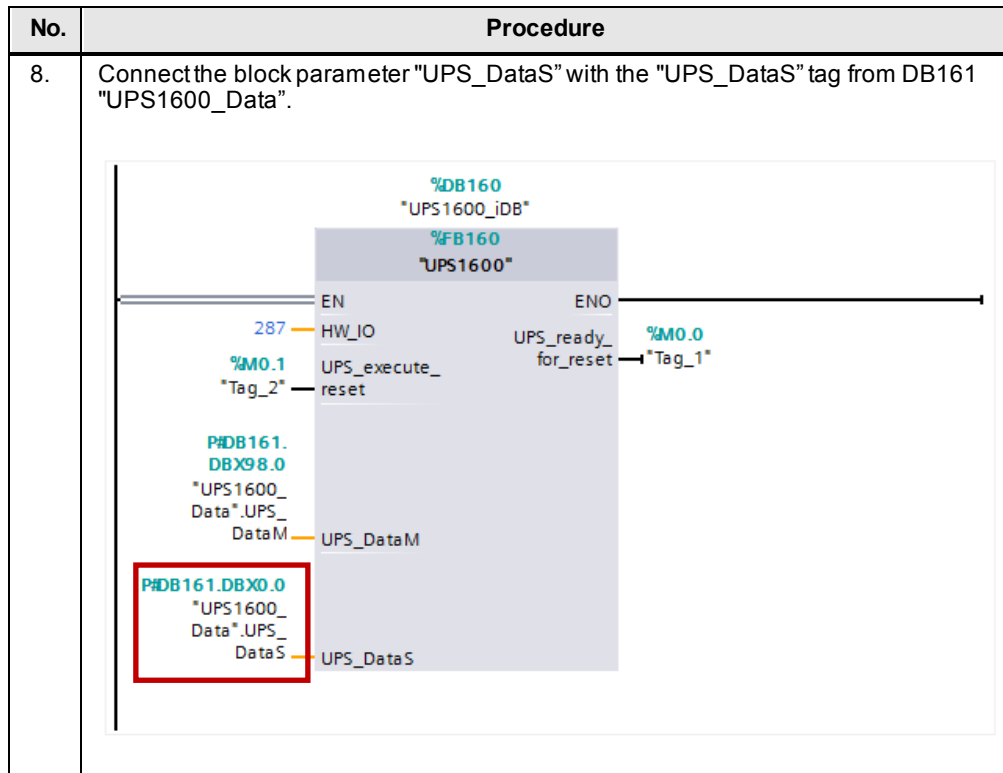 No. Procedure
8. Connect the block parameter "UPS_DataS” with the "UPS_DataS” tag from DB161
"UPS1600_Data”.
%DB160
"UPS1600_iDB"
%FB160
"UPS1600"
EN ENO
287 HW_IO
UPS_ready_
for_reset
%M0.0
"Tag_1"
%M0.1
"Tag_2"
UPS_execute_
reset
P#DB161.
DBX98.0
"UPS1600_
Data".UPS_
DataM UPS_DataM
P#DB161.DBX0.0
"UPS1600_
Data".UPS_
DataS UPS_DataS